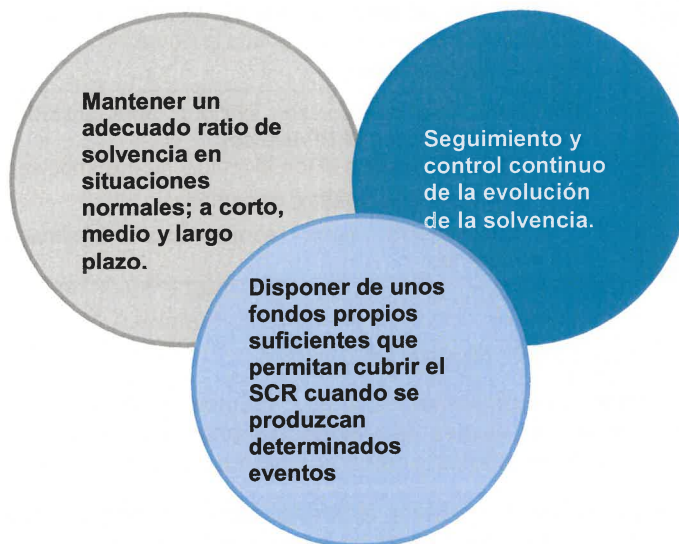 Mantener un
adecuado ratio de
solvencia en
situaciones
normales; a corto,
medio y largo
plazo.
Seguimiento y
control continuo
de la evolución
de la solvencia.
Disponer de unos
fondos propios
suficientes que
permitan cubrir el
SCR cuando se
produzcan
determinados
eventos